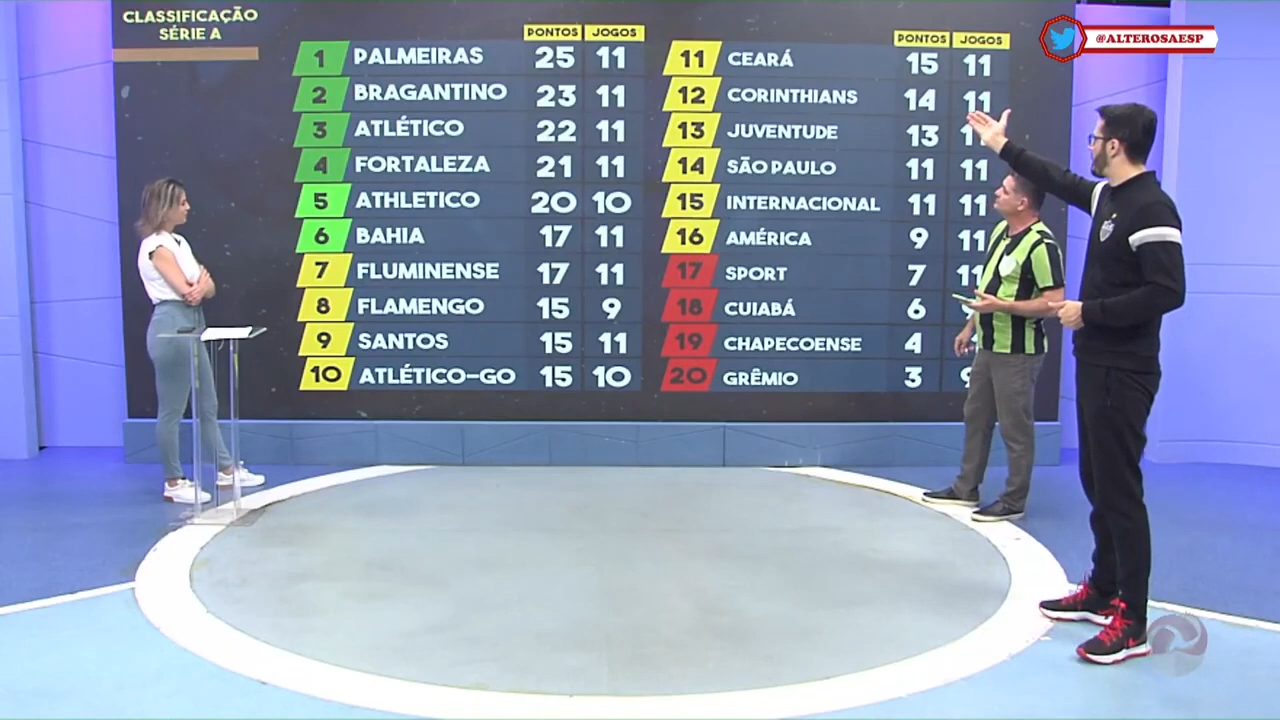 CLASSIFICAÇÃO
SÉRIE A
PONTOS JOGOS
1 PALMEIRAS 25 11
2 BRAGANTINO 23 11
3 ATLÉTICO 22 11
4 FORTALEZA 21 11
5 ATHLETICO 20 10
6 BAHIA 17 11
7 FLUMINENSE 17 11
8 FLAMENGO 15 9
9 SANTOS 15 11
10 ATLÉTICO-GO 15 10
PONTOS JOGOS
11 CEARÁ 15 11
12 CORINTHIANS 14 11
13 JUVENTUDE 13
14 SÃO PAULO 11 11
15 INTERNACIONAL 11 11
16 AMÉRICA 9 11
17 SPORT 7 11
18 CUIABÁ 6
19 CHAPECOENSE 4
20 GRÊMIO 3
@ALTEROSAESP